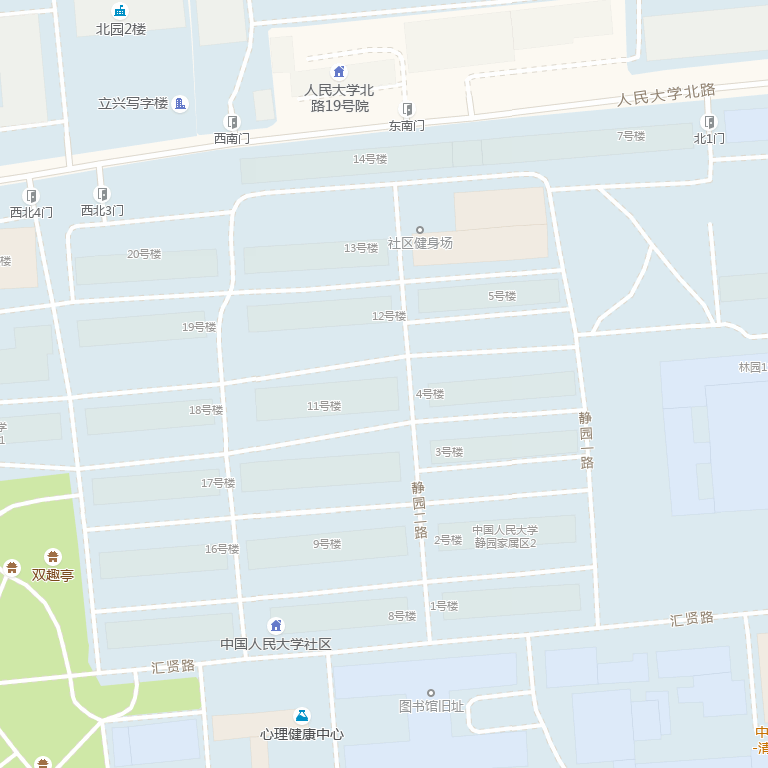 北园2楼
立兴写字楼
人民大学北
路19号院
人民大学北路
西南门
东南门
北1门
7号楼
14号楼
西北4门
西北3门
社区健身场
13号楼
20号楼
楼
5号楼
12号楼
19号楼
林园1
4号楼
11号楼
18号楼
学
1
静园一路
3号楼
17号楼
静园二路
中国人民大学
静园家属区2
2号楼
9号楼
16号楼
双趣亭
1号楼
8号楼
汇贤路
中国人民大学社区
汇贤路
图书馆旧址
心理健康中心
中
-清